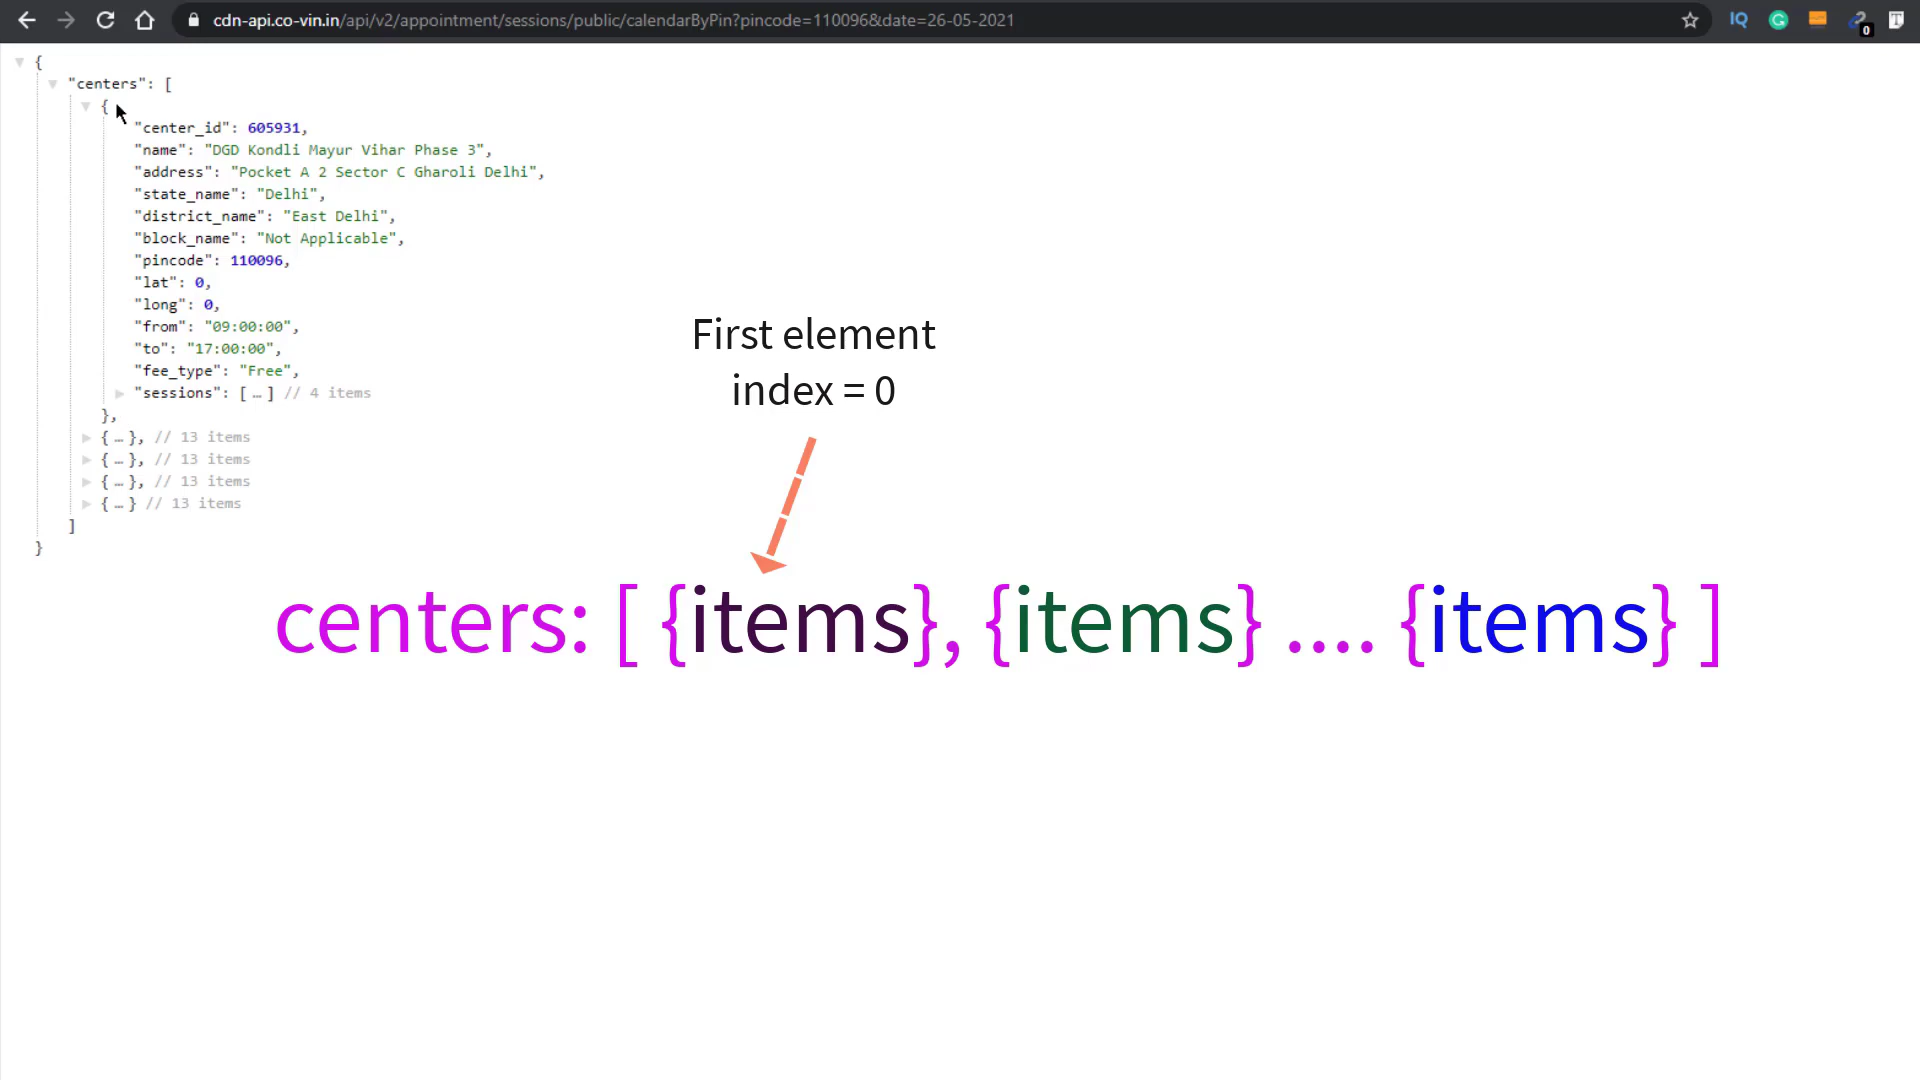 cdn-api.co-vin.in/api/v2/appointment/sessions/public/calendarByPin?pincode=110096&date=26-05-2021
IQ
0
T
{
"centers": [
{
"center_id": 605931,
"name": "DGD Kondli Mayur Vihar Phase 3",
"address": "Pocket A 2 Sector C Gharoli Delhi",
"state_name": "Delhi",
"district_name": "East Delhi",
"block_name": "Not Applicable",
"pincode": 110096,
"lat": 0,
"long": 0,
"from": "09:00:00",
"to": "17:00:00",
"fee_type": "Free",
"sessions": [ … ] // 4 items
},
{ … }, // 13 items
{ … }, // 13 items
{ … }, // 13 items
{ … } // 13 items
]
}
First element
index = 0
centers: [ {items}, {items} .... {items} ]